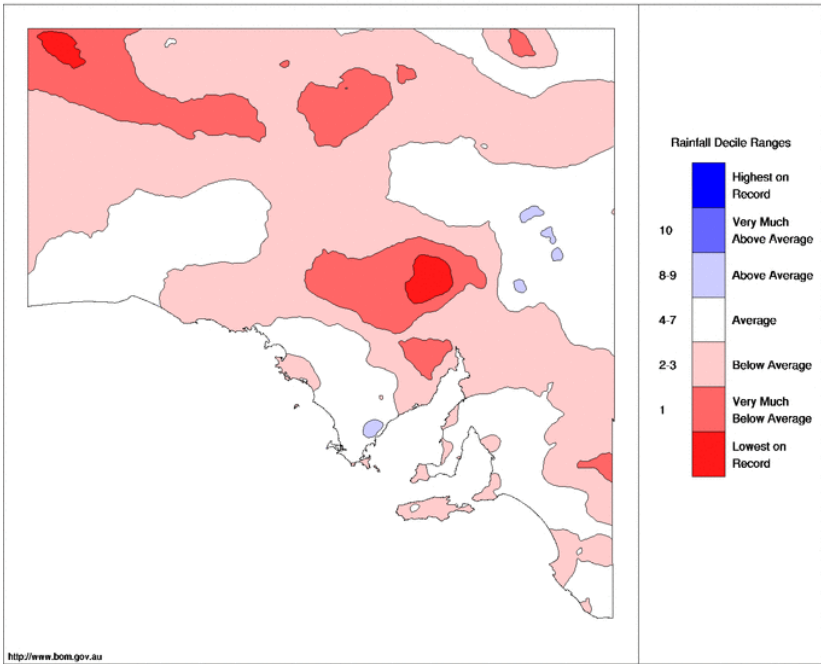 Rainfall Decile Ranges
Highest on
Record
10
Very Much
Above Average
8-9
Above Average
4-7
Average
2-3
Below Average
1
Very Much
Below Average
Lowest on
Record
http://www.bom.gov.au